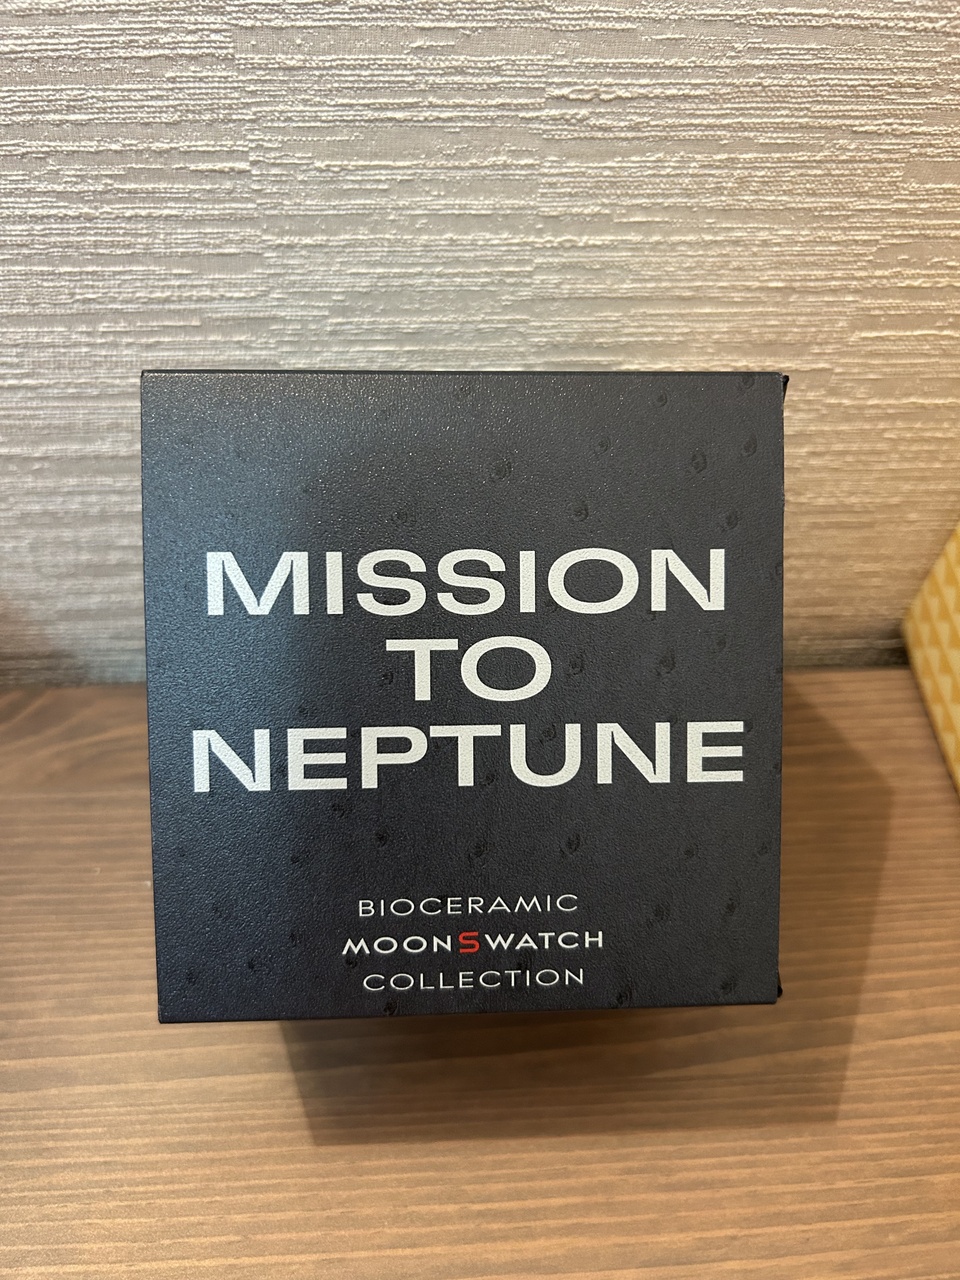 MISSION
TO
NEPTUNE
BIOCERAMIC
MOONSWATCH
COLLECTION